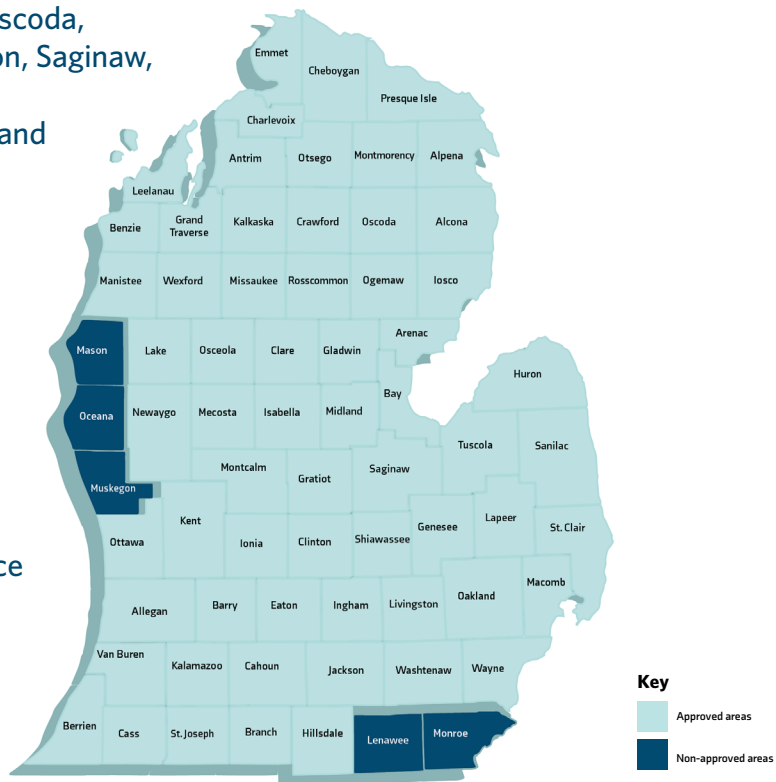 scoda,
on, Saginaw,
and
ce
Emmet
Cheboygan
Presque Isle
Charlevoix
Antrim
Otsego
Montmorency
Alpena
Leelanau
Benzie
Grand
Traverse
Kalkaska
Crawford
Oscoda
Alcona
Manistee
Wexford
Missaukee
Rosscommon
Ogemaw
Iosco
Arenac
Mason
Lake
Osceola
Clare
Gladwin
Huron
Bay
Oceana
Newaygo
Mecosta
Isabella
Midland
Tuscola
Sanilac
Montcalm
Gratiot
Saginaw
Muskegon
Kent
Ottawa
Ionia
Clinton
Shiawassee
Genesee
Lapeer
St. Clair
Allegan
Barry
Eaton
Ingham
Livingston
Oakland
Macomb
Van Buren
Kalamazoo
Cahoun
Jackson
Washtenaw
Wayne
Berrien
Cass
St. Joseph
Branch
Hillsdale
Lenawee
Monroe
Key
Approved areas
Non-approved areas